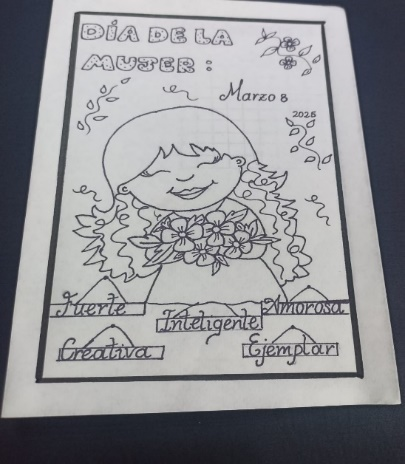 DÍA DE LA
MUJER:
Marzo 8
2025
Fuerte
Amorosa
Inteligente
Creativa
Ejemplar